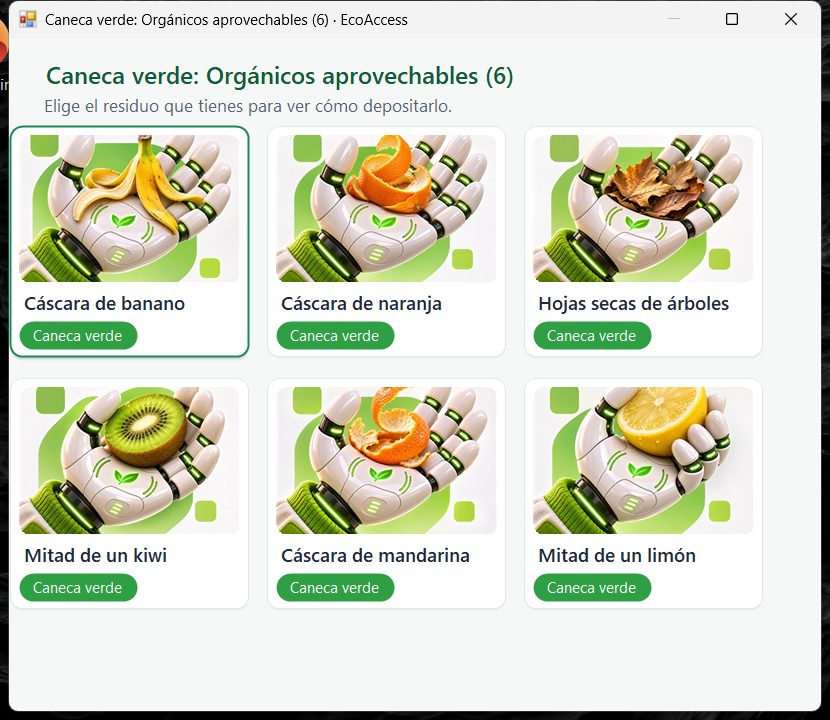 Caneca verde: Orgánicos aprovechables (6) · EcoAccess
Caneca verde: Orgánicos aprovechables (6)
Elige el residuo que tienes para ver cómo depositarlo.
Cáscara de banano
Caneca verde
Cáscara de naranja
Caneca verde
Hojas secas de árboles
Caneca verde
Mitad de un kiwi
Caneca verde
Cáscara de mandarina
Caneca verde
Mitad de un limón
Caneca verde